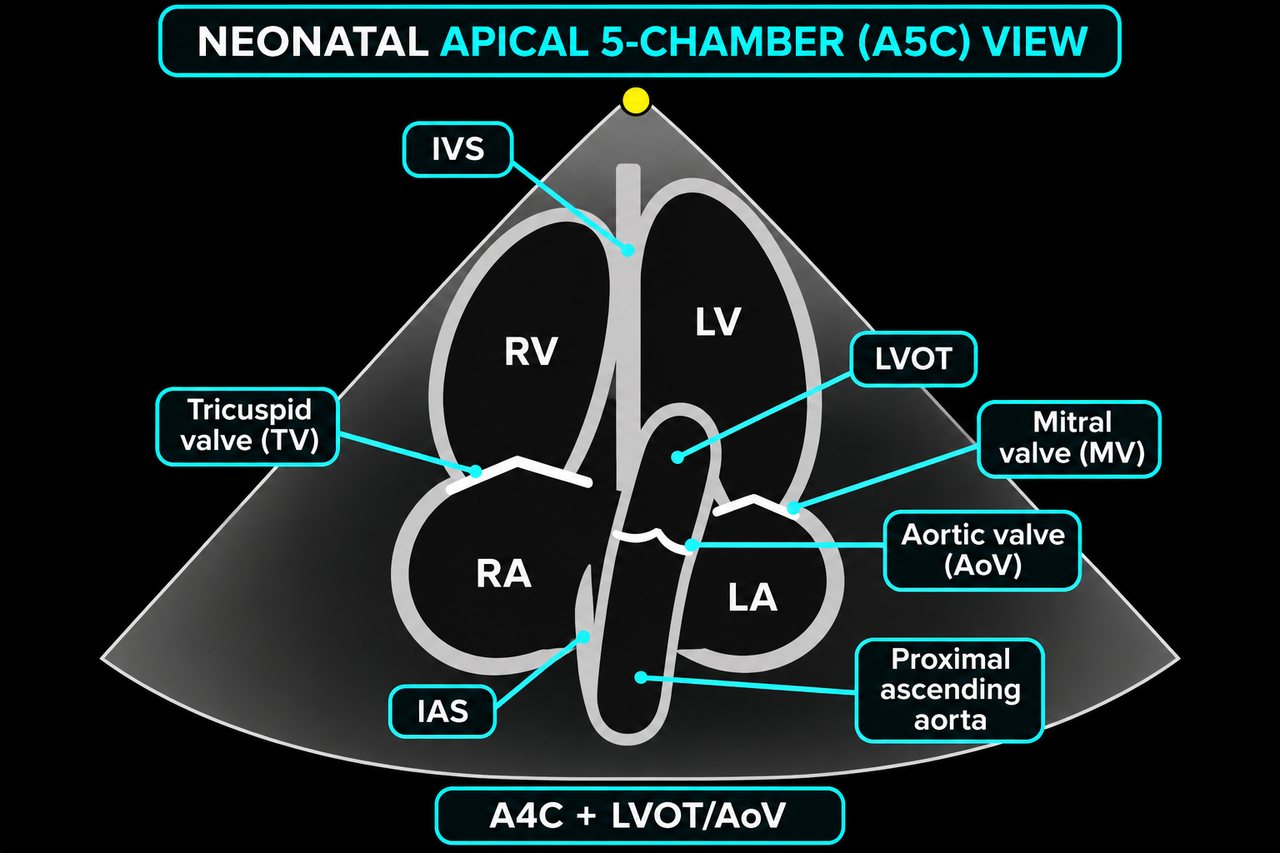 NEONATAL APICAL 5-CHAMBER (A5C) VIEW
IVS
RV
LV
LVOT
Tricuspid
valve (TV)
Mitral
valve (MV)
Aortic valve
(AoV)
RA
LA
Proximal
ascending
aorta
IAS
A4C + LVOT/AoV